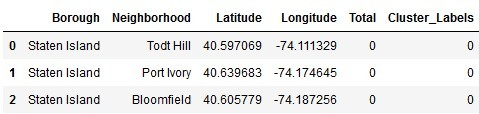 Borough Neighborhood Latitude Longitude Total Cluster_Labels
0 Staten Island Todt Hill 40.597069 -74.111329 0 0
1 Staten Island Port Ivory 40.639683 -74.174645 0 0
2 Staten Island Bloomfield 40.605779 -74.187256 0 0